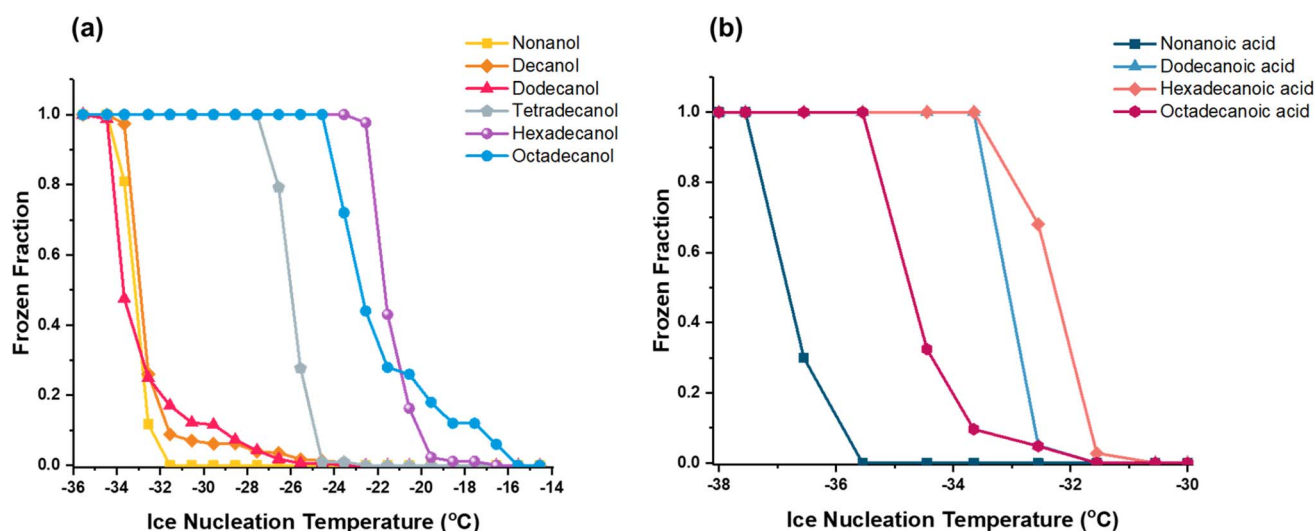 (a)
Nonanol
Decanol
Dodecanol
Tetradecanol
Hexadecanol
Octadecanol
1.0
0.8
0.6
0.4
0.2
0.0
Frozen Fraction
-36 -34 -32 -30 -28 -26 -24 -22 -20 -18 -16 -14
Ice Nucleation Temperature (°C)
(b)
Nonanoic acid
Dodecanoic acid
Hexadecanoic acid
Octadecanoic acid
1.0
0.8
0.6
0.4
0.2
0.0
Frozen Fraction
-38 -36 -34 -32 -30
Ice Nucleation Temperature (°C)